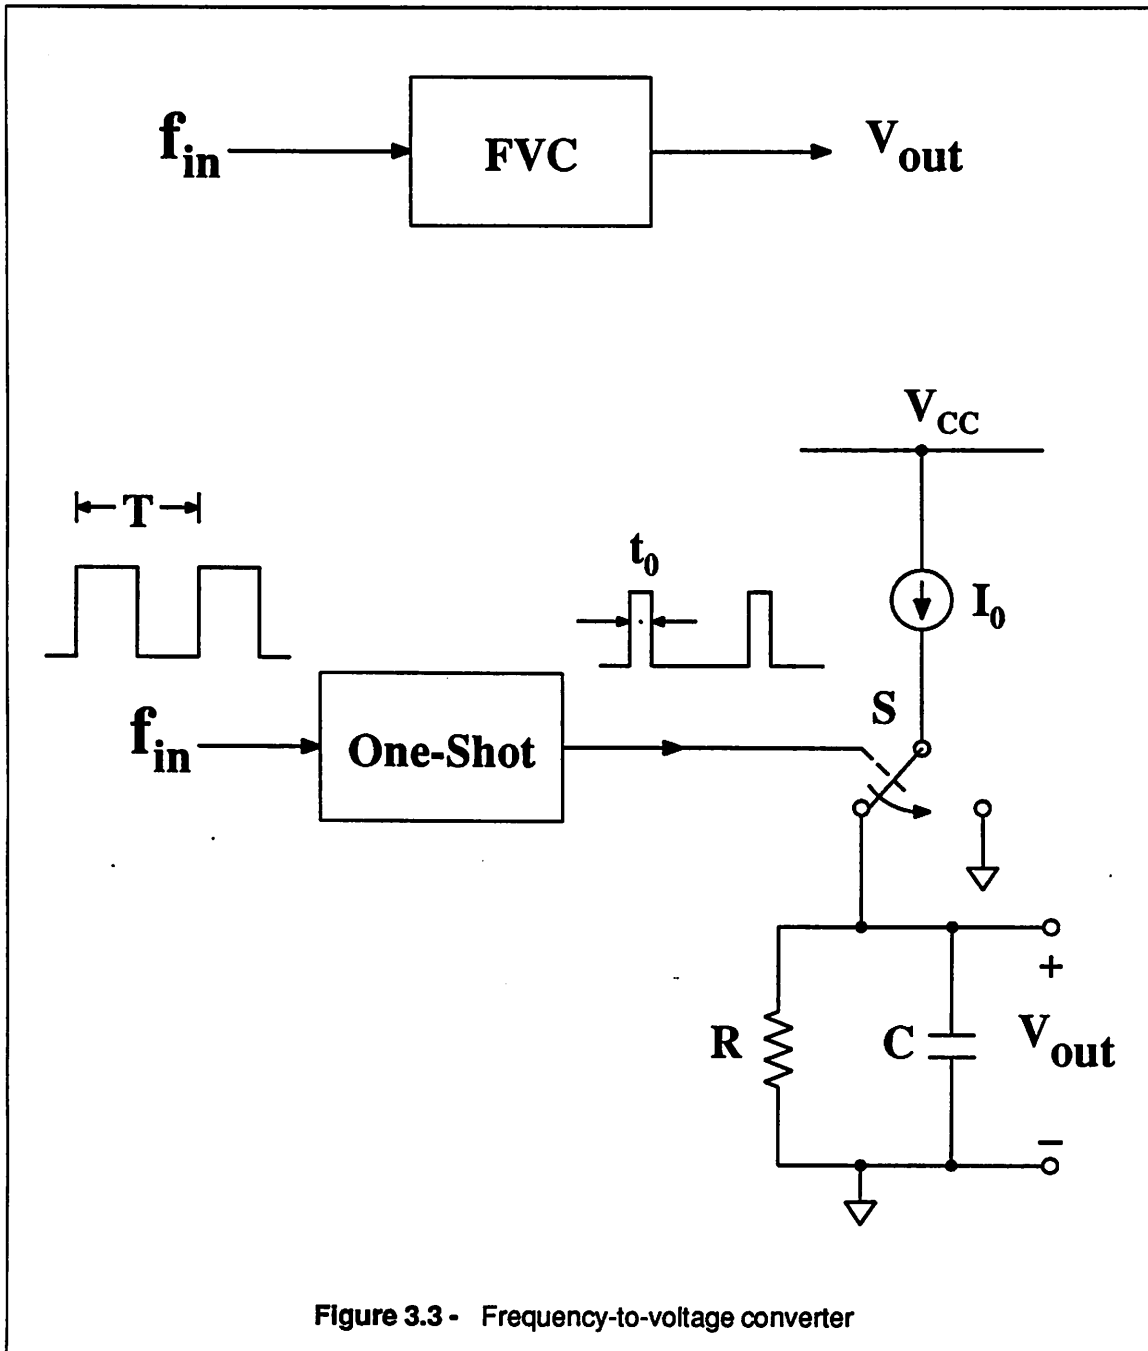 f_in
FVC
V_out
V_CC
T
t_0
I_0
S
f_in
One-Shot
+
R
C
V_out
−
Figure 3.3 - Frequency-to-voltage converter